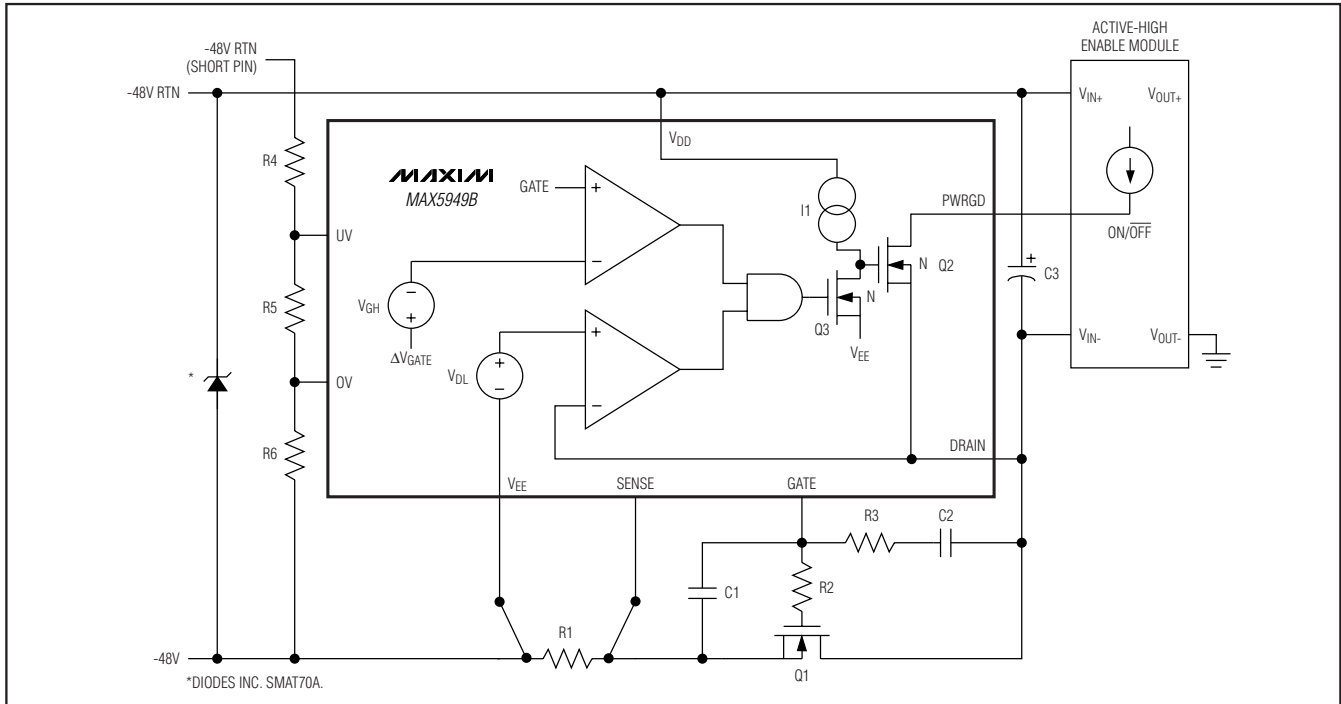 ACTIVE-HIGH
ENABLE MODULE
-48V RTN
(SHORT PIN)
-48V RTN
VIN+
VOUT+
VDD
R4
MAXIM
MAX5949B
GATE
+
−
I1
PWRGD
ON/OFF
UV
N
Q2
+
C3
R5
VGH
−
+
N
Q3
VEE
VIN-
VOUT-
ΔVGATE
+
VDL
+
−
−
*
OV
R6
DRAIN
VEE
SENSE
GATE
R3
C2
C1
R2
R1
-48V
Q1
*DIODES INC. SMAT70A.